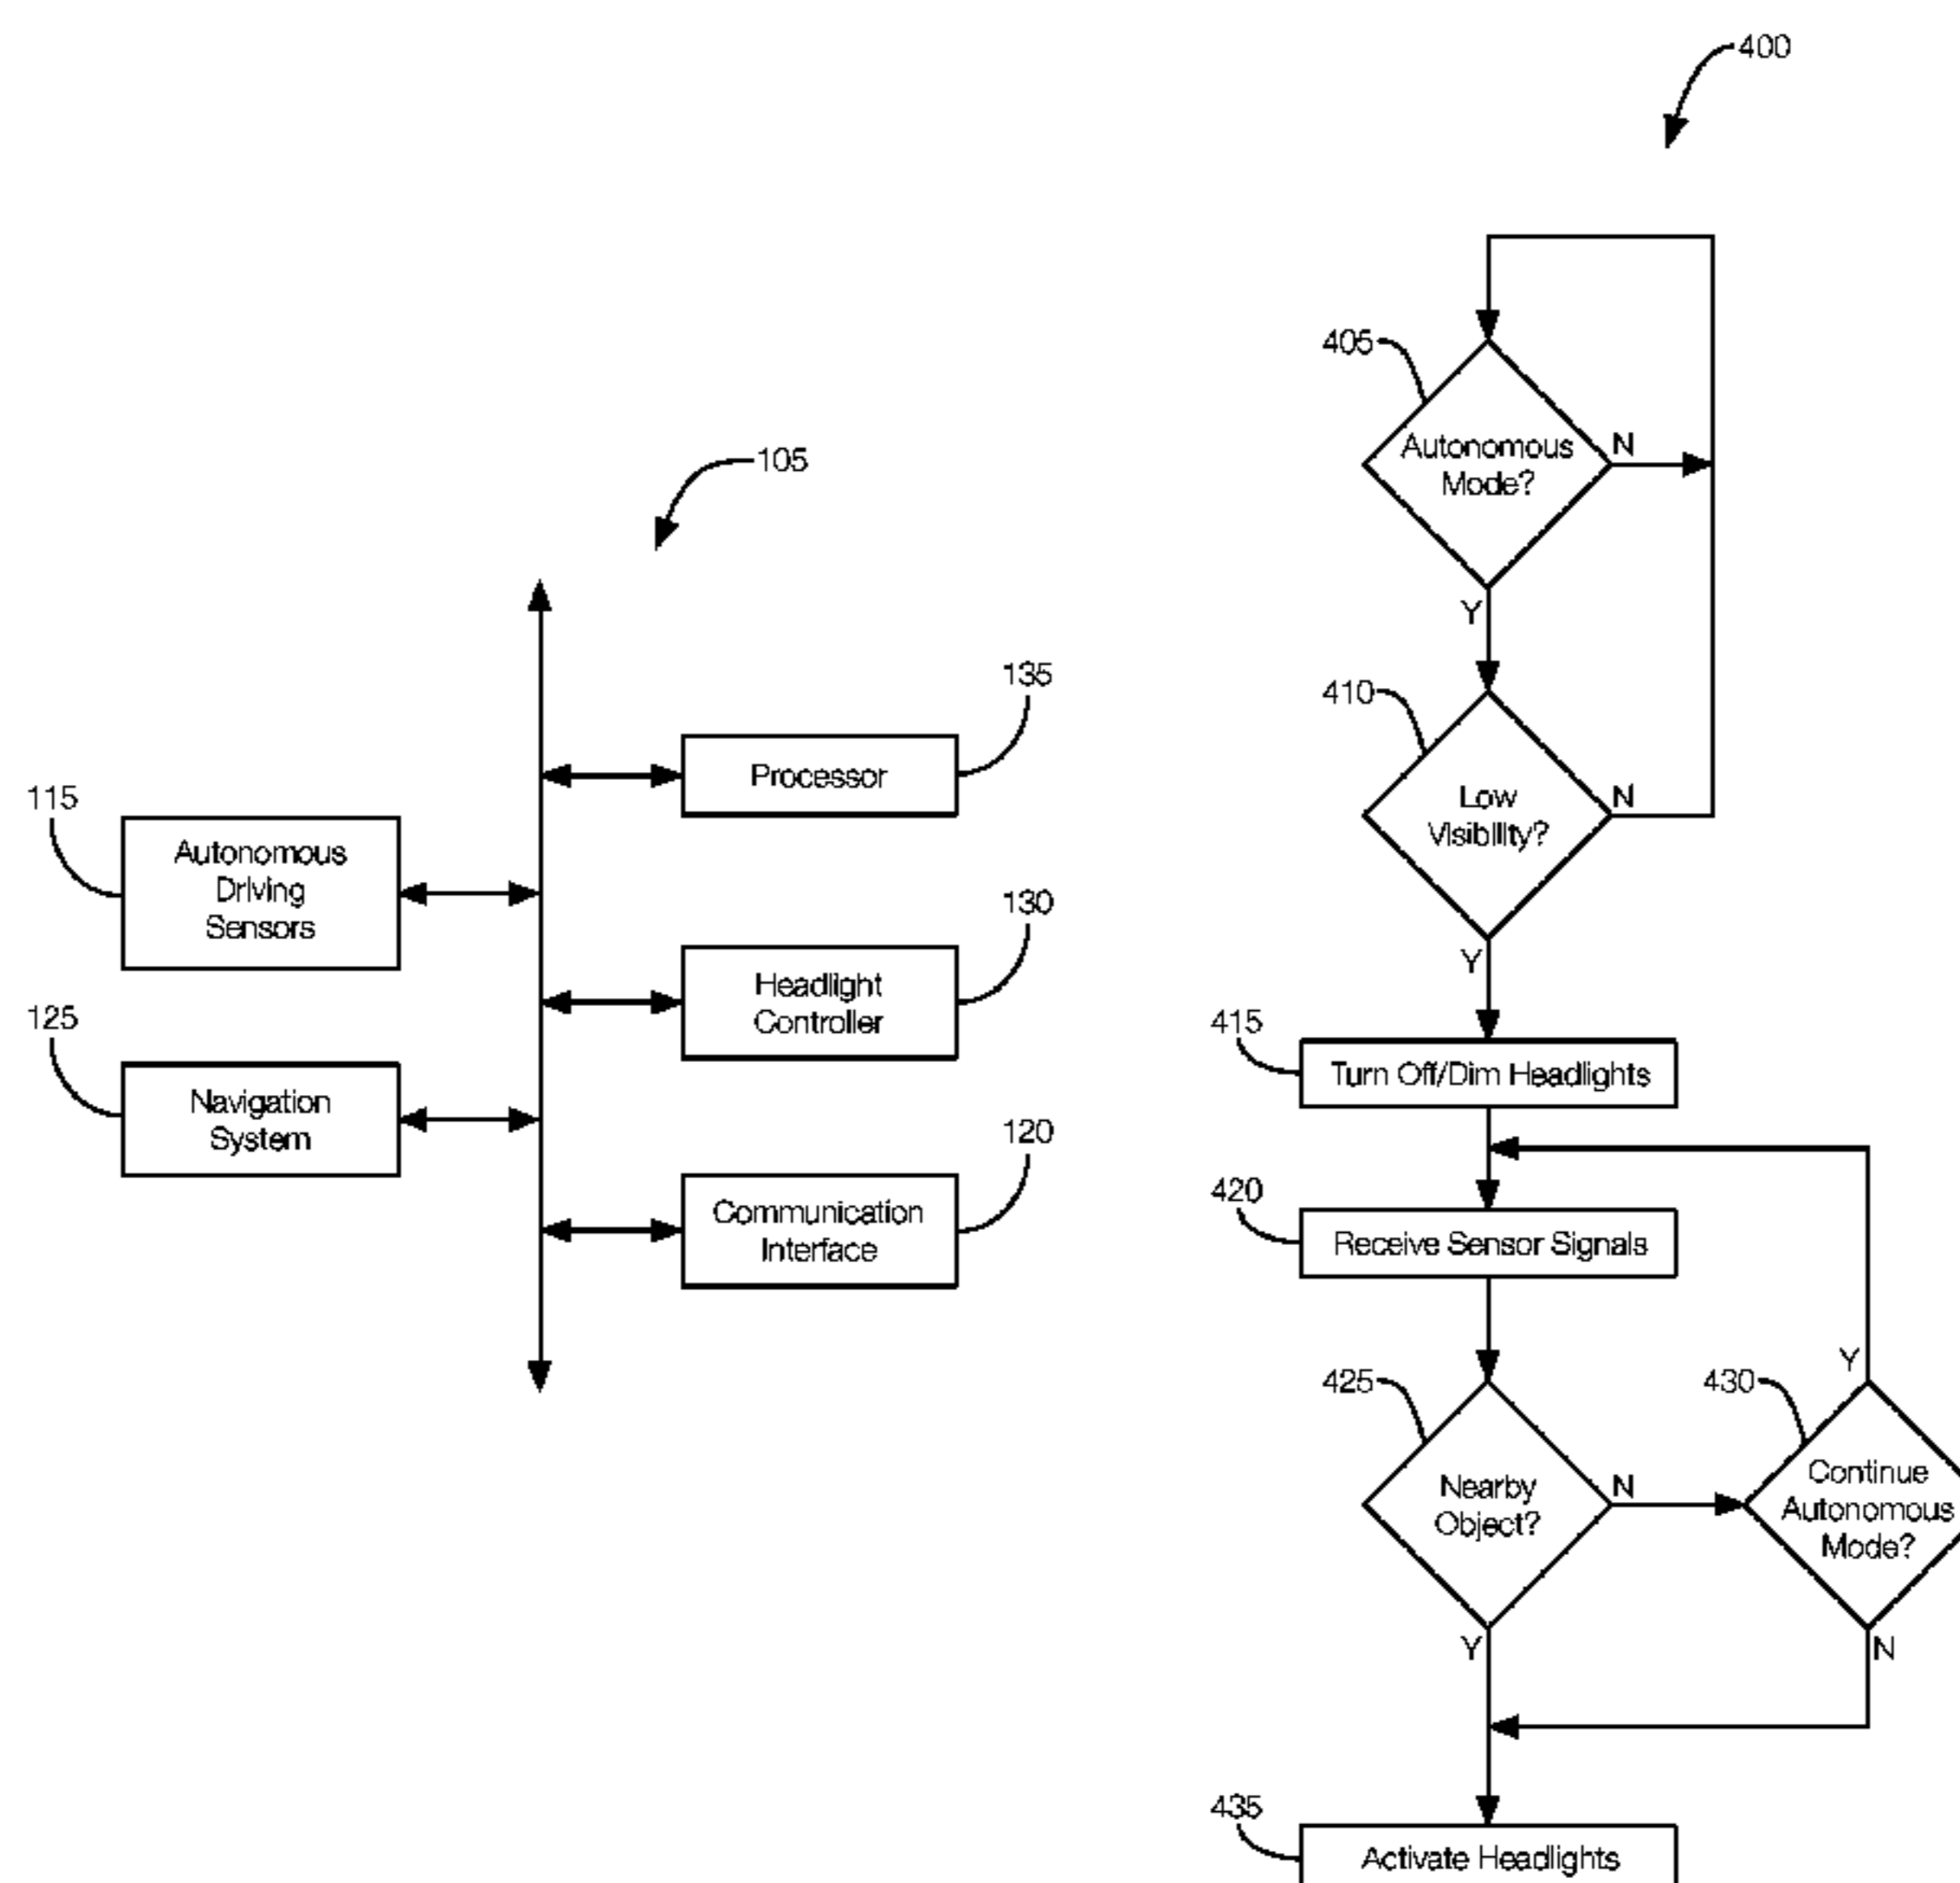 105
135
Processor
115
Autonomous
Driving
Sensors
130
Headlight
Controller
125
Navigation
System
120
Communication
Interface
400
405
Autonomous
Mode?
N
Y
410
Low
Visibility?
N
Y
415
Turn Off/Dim Headlights
420
Receive Sensor Signals
425
Nearby
Object?
N
Y
430
Y
Continue
Autonomous
Mode?
N
435
Activate Headlights